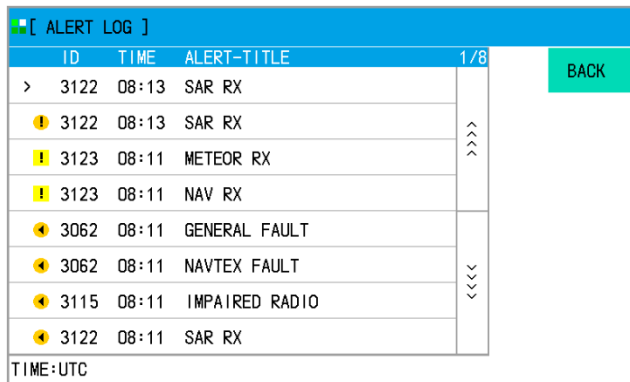 [ ALERT LOG ]
ID TIME ALERT-TITLE 1/8
BACK
> 3122 08:13 SAR RX
! 3122 08:13 SAR RX
! 3123 08:11 METEOR RX
! 3123 08:11 NAV RX
3062 08:11 GENERAL FAULT
3062 08:11 NAVTEX FAULT
3115 08:11 IMPAIRED RADIO
3122 08:11 SAR RX
TIME:UTC